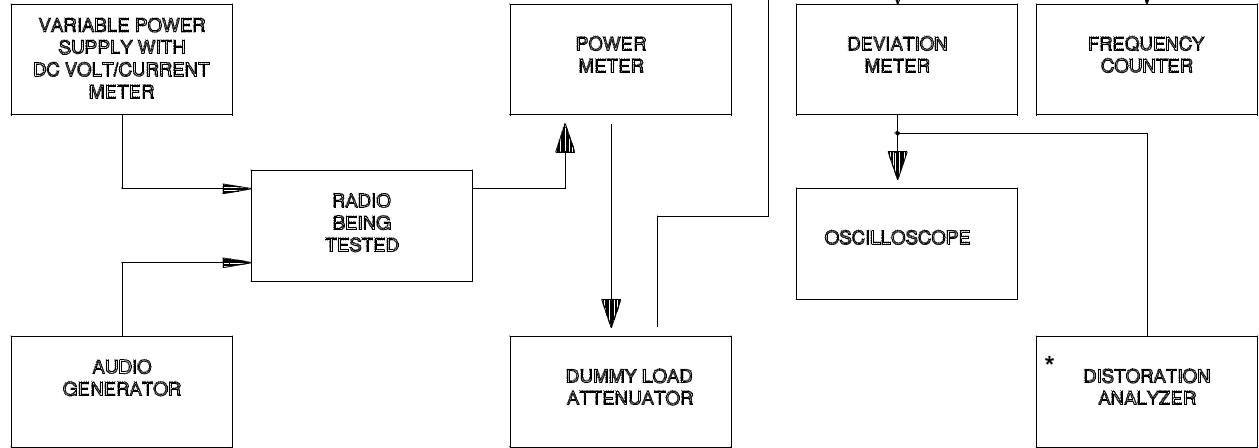 VARIABLE POWER
SUPPLY WITH
DC VOLT/CURRENT
METER
POWER
METER
DEVIATION
METER
FREQUENCY
COUNTER
RADIO
BEING
TESTED
OSCILLOSCOPE
AUDIO
GENERATOR
DUMMY LOAD
ATTENUATOR
*
DISTORATION
ANALYZER